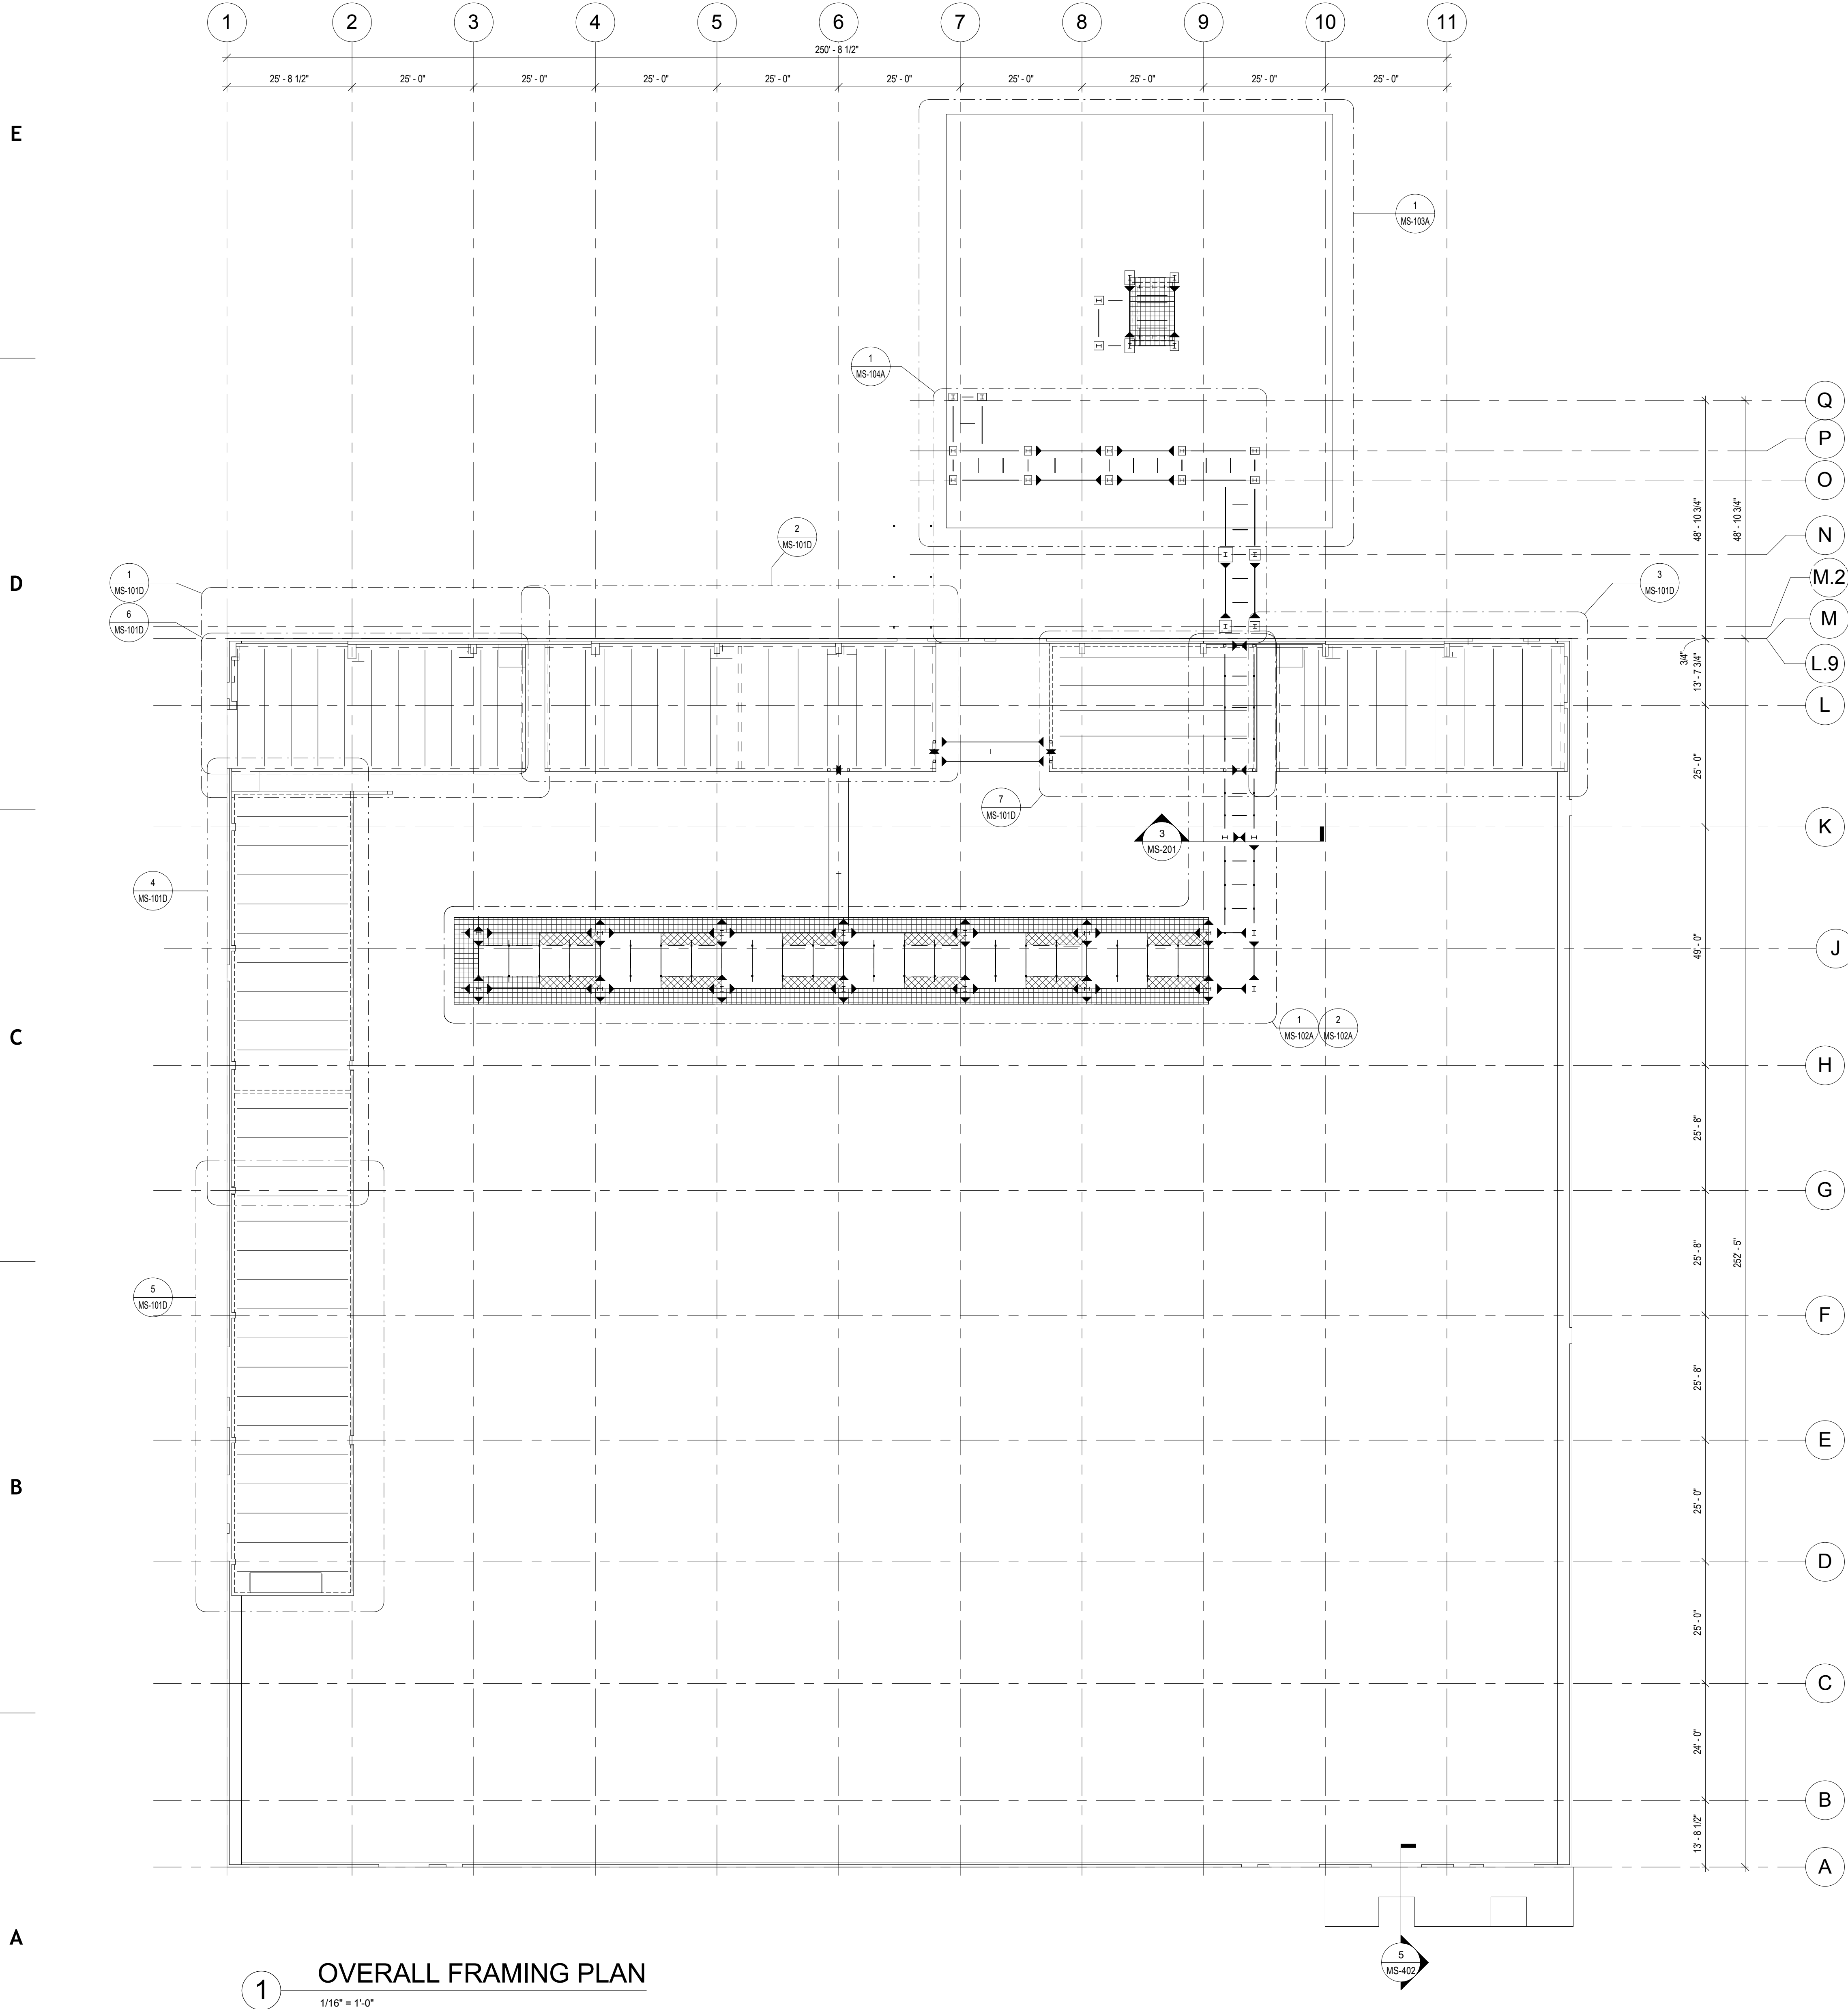 1 2 3 4 5 6 7 8 9 10 11
250' - 8 1/2"
25' - 8 1/2" 25' - 0" 25' - 0" 25' - 0" 25' - 0" 25' - 0" 25' - 0" 25' - 0" 25' - 0" 25' - 0"
E
1
MS-103A
1
MS-104A
Q
P
O
48' - 10 3/4"
48' - 10 3/4"
N
2
MS-101D
D
1
MS-101D
6
MS-101D
3
MS-101D
M.2
M
L.9
3/4"
13' - 7 3/4"
L
25' - 0"
7
MS-101D
3
MS-201
K
4
MS-101D
49' - 0"
J
C
1
MS-102A
2
MS-102A
H
25' - 8"
G
25' - 8"
252' - 5"
5
MS-101D
F
25' - 8"
E
B
25' - 0"
D
25' - 0"
C
24' - 0"
B
13' - 8 1/2"
A
A
5
MS-402
1
OVERALL FRAMING PLAN
1/16" = 1'-0"